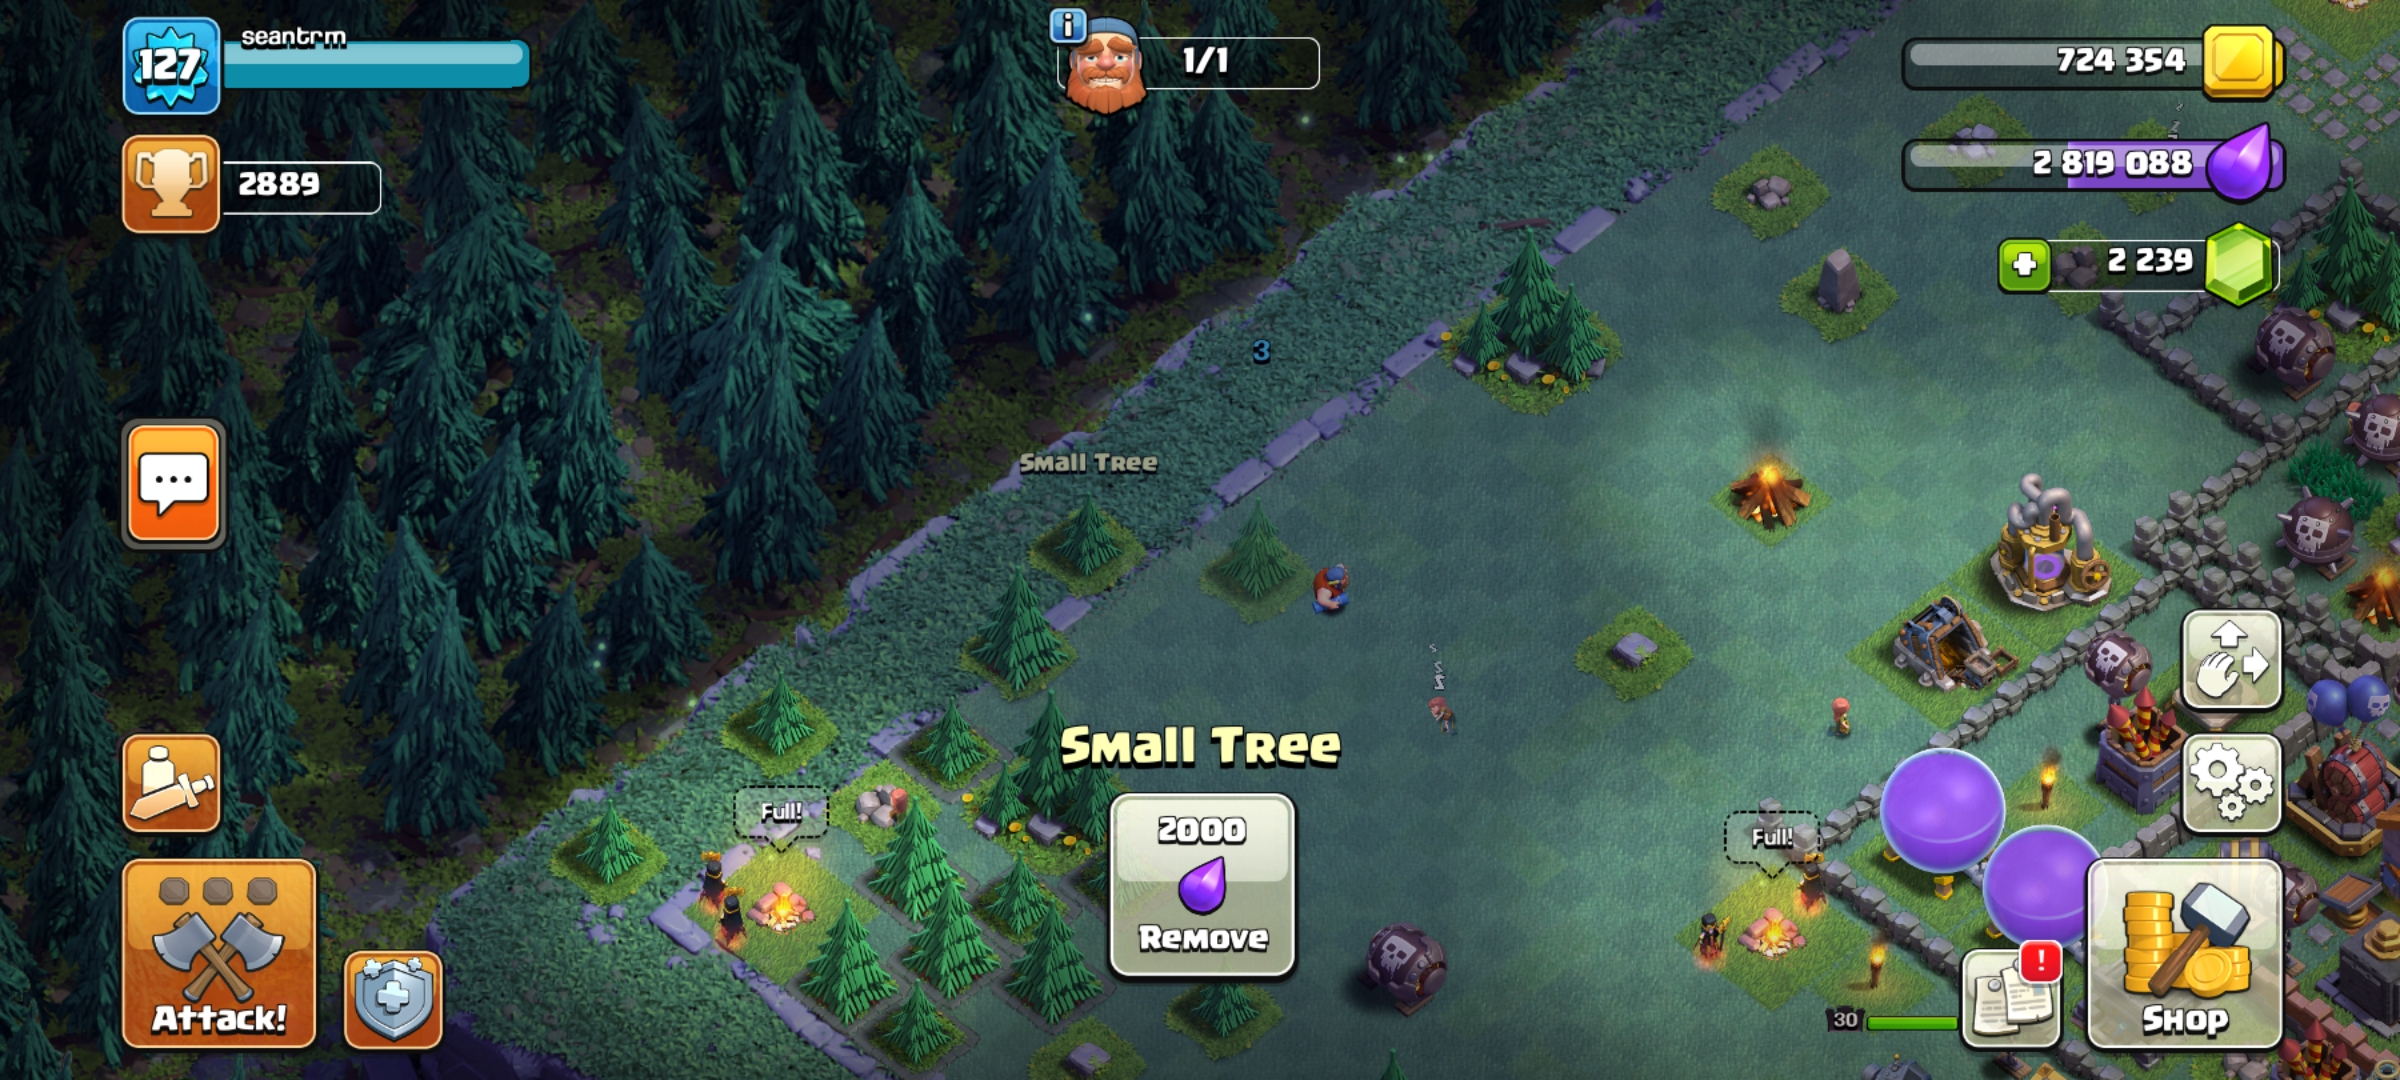 127
seantrm
1/1
724 354
2889
2 819 088
2 239
3
Small Tree
Small Tree
Full!
2000
Remove
Full!
Attack!
30
!
Shop